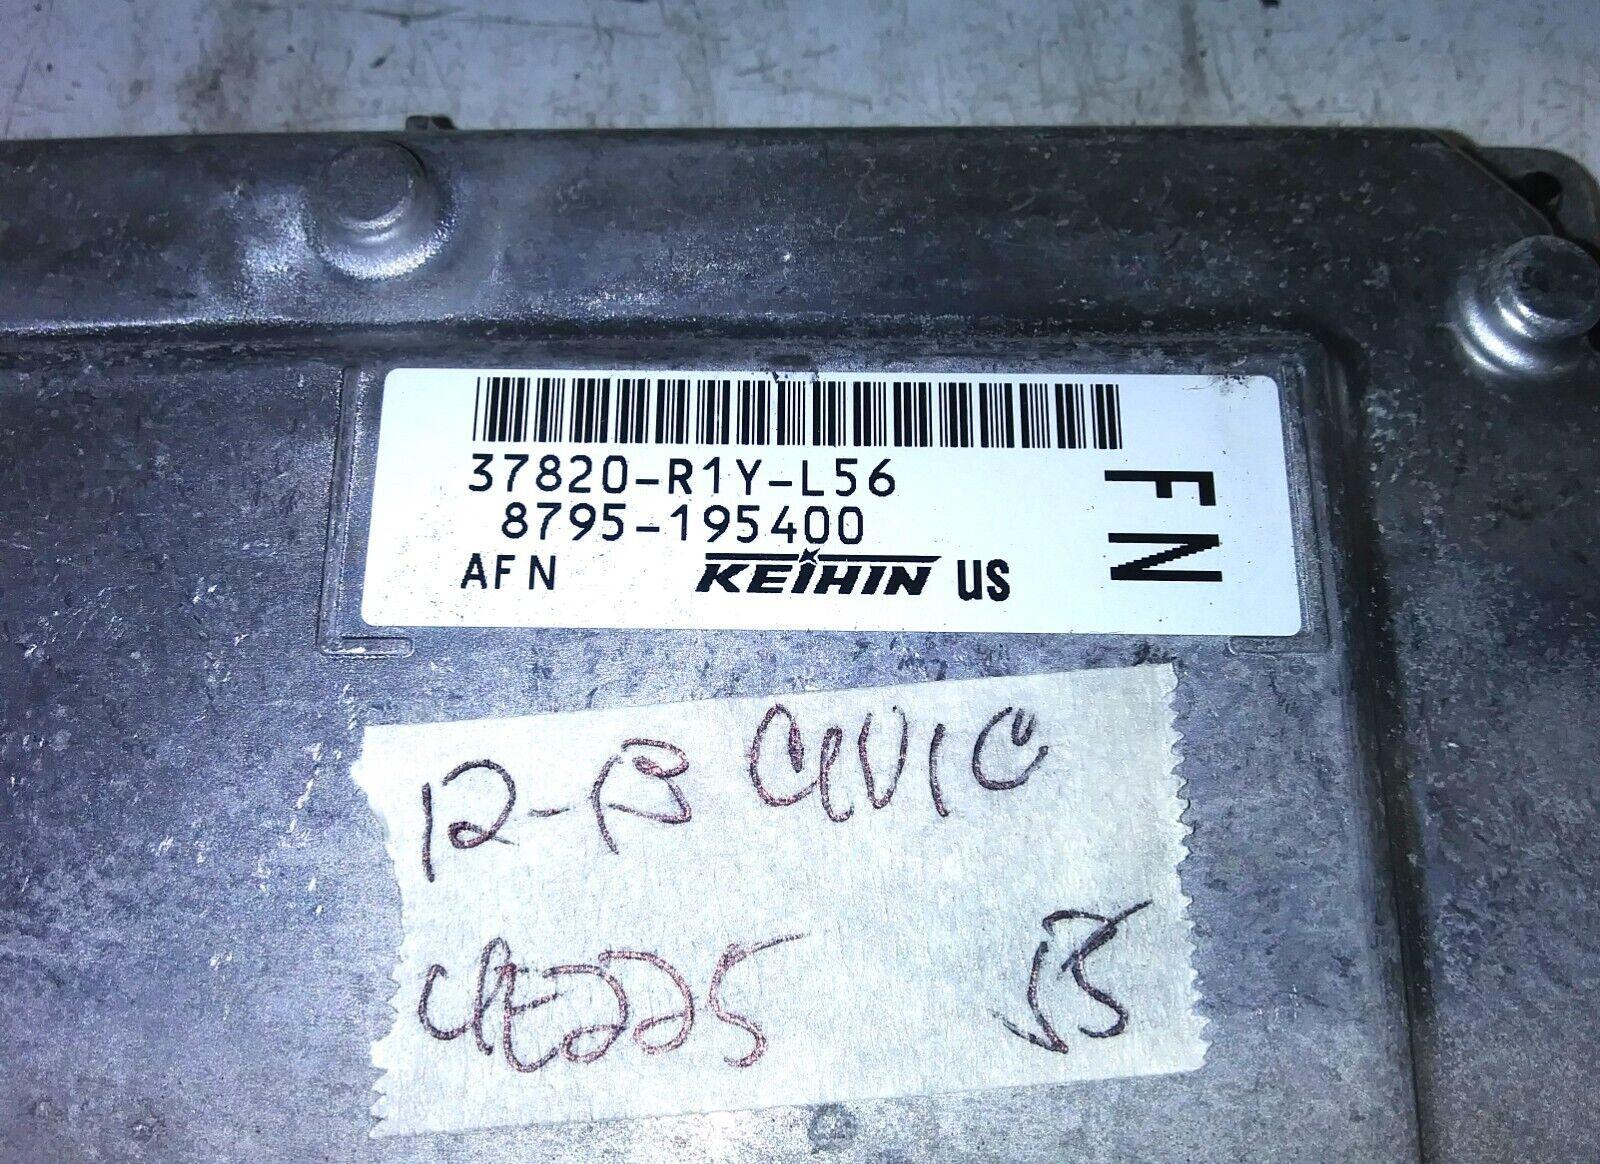 37820-R1Y-L56
8795-195400
AFN KEIHIN US
FN
12-13 CIVIC